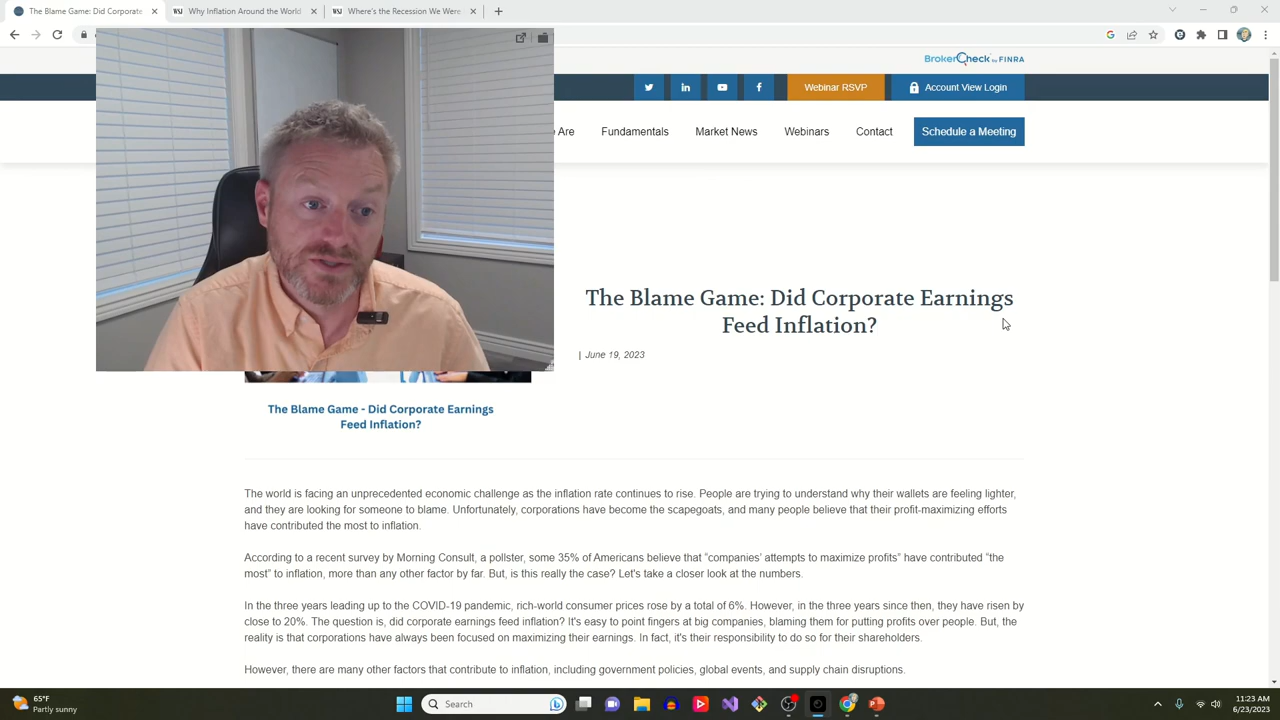 The Blame Game: Did Corporate
Why Inflation Around the World
Where's the Recession We Were
BrokerCheck by FINRA
Webinar RSVP
Account View Login
e Are
Fundamentals
Market News
Webinars
Contact
Schedule a Meeting
The Blame Game: Did Corporate Earnings
Feed Inflation?
| June 19, 2023
The Blame Game - Did Corporate Earnings
Feed Inflation?
The world is facing an unprecedented economic challenge as the inflation rate continues to rise. People are trying to understand why their wallets are feeling lighter,
and they are looking for someone to blame. Unfortunately, corporations have become the scapegoats, and many people believe that their profit-maximizing efforts
have contributed the most to inflation.
According to a recent survey by Morning Consult, a pollster, some 35% of Americans believe that “companies’ attempts to maximize profits” have contributed “the
most” to inflation, more than any other factor by far. But, is this really the case? Let's take a closer look at the numbers.
In the three years leading up to the COVID-19 pandemic, rich-world consumer prices rose by a total of 6%. However, in the three years since then, they have risen by
close to 20%. The question is, did corporate earnings feed inflation? It's easy to point fingers at big companies, blaming them for putting profits over people. But, the
reality is that corporations have always been focused on maximizing their earnings. In fact, it's their responsibility to do so for their shareholders.
However, there are many other factors that contribute to inflation, including government policies, global events, and supply chain disruptions.
65°F
Partly sunny
Search
11:23 AM
6/23/2023